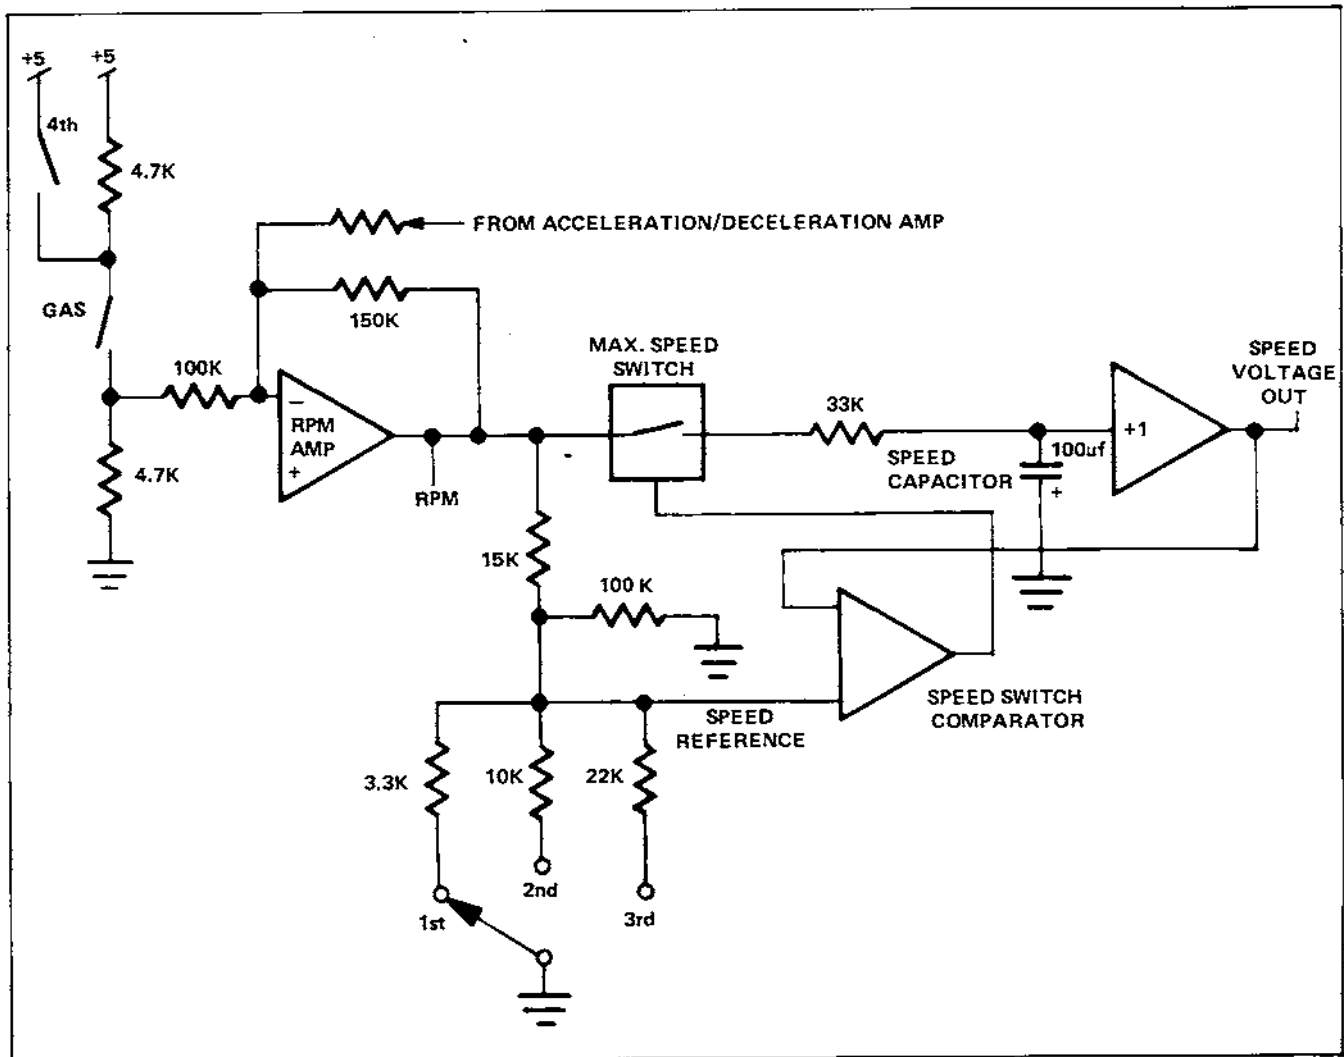 +5
+5
4th
4.7K
FROM ACCELERATION/DECELERATION AMP
GAS
150K
MAX. SPEED
SWITCH
SPEED
VOLTAGE
OUT
100K
33K
−
RPM
AMP
+
+1
100uf
SPEED
CAPACITOR
+
4.7K
RPM
15K
100 K
SPEED SWITCH
COMPARATOR
SPEED
REFERENCE
3.3K
10K
22K
2nd
1st
3rd